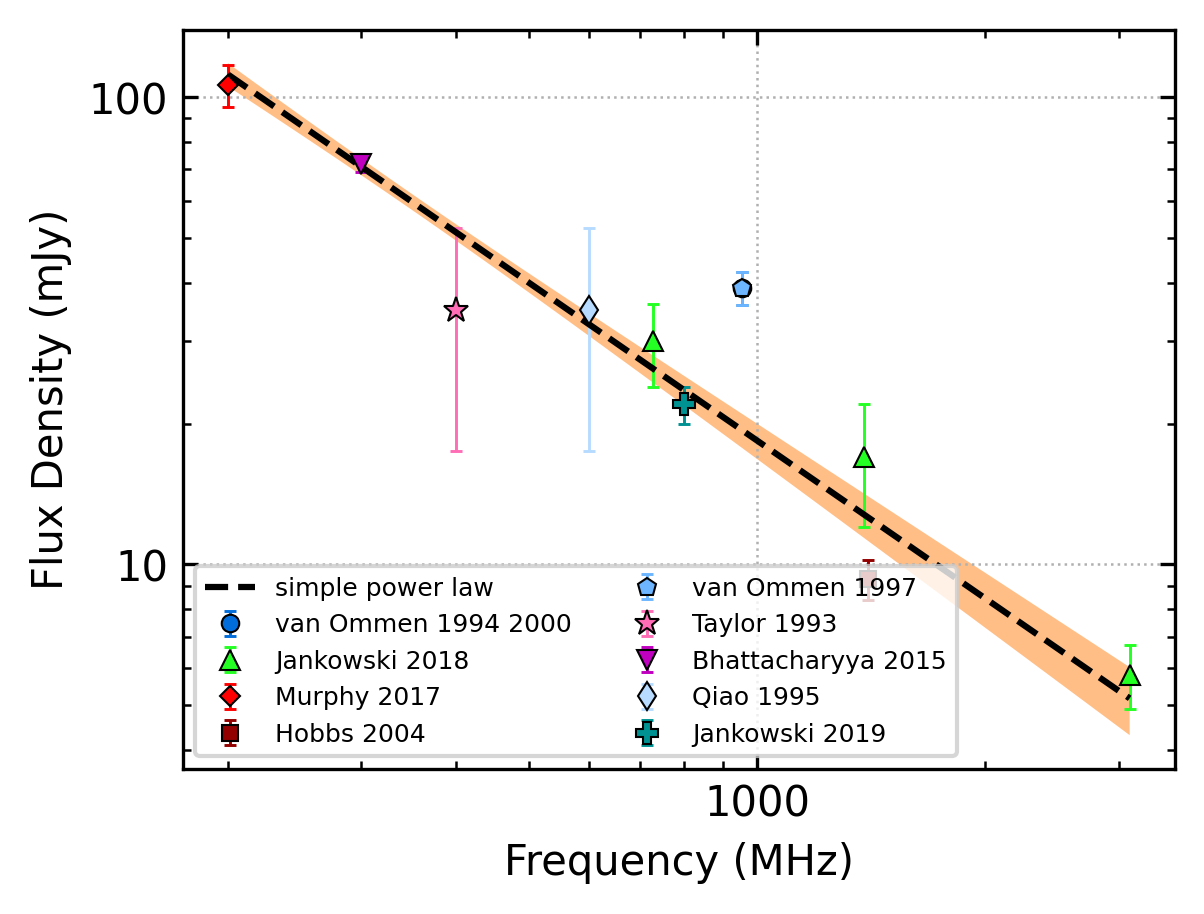 100
Flux Density (mJy)
10
simple power law
van Ommen 1994 2000
Jankowski 2018
Murphy 2017
Hobbs 2004
van Ommen 1997
Taylor 1993
Bhattacharyya 2015
Qiao 1995
Jankowski 2019
1000
Frequency (MHz)